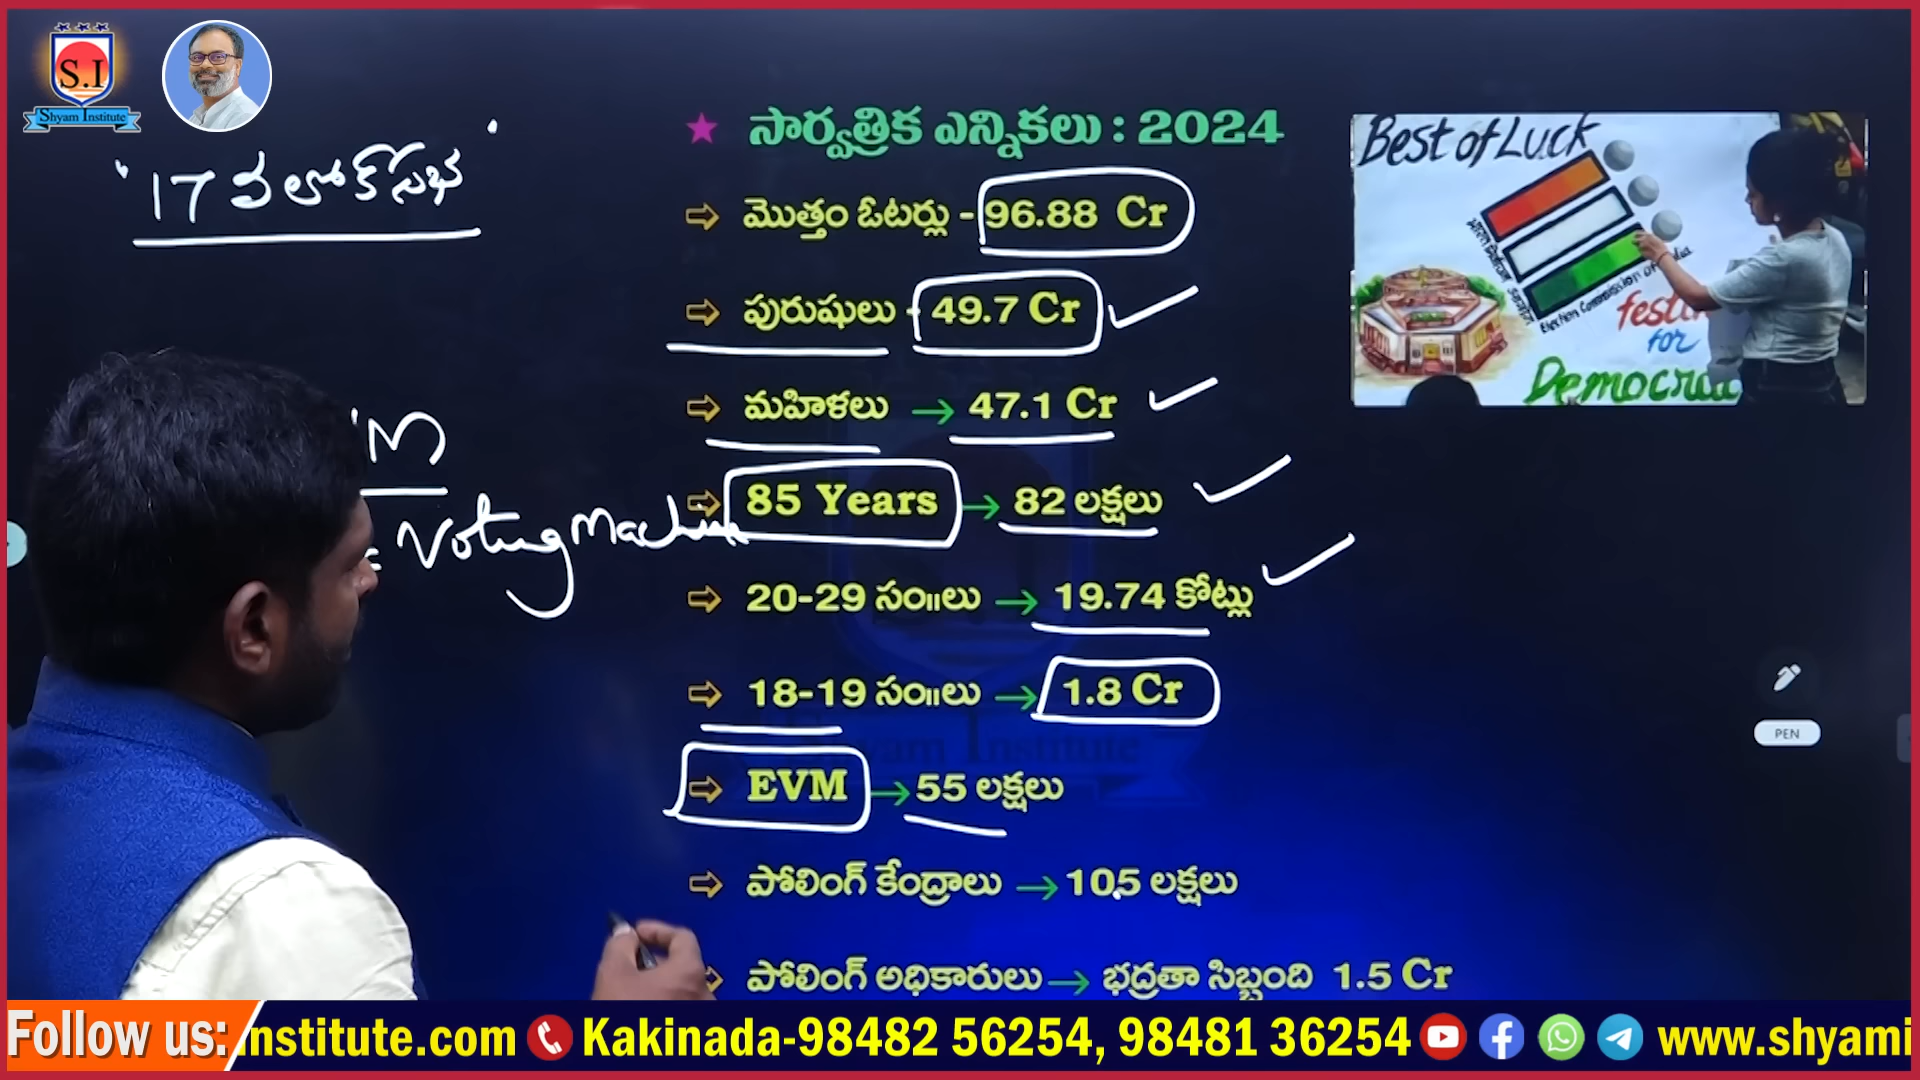 S.I
Shyam Institute
"17 వ లోక్ సభ"
M
Voting Machine
★ సార్వత్రిక ఎన్నికలు : 2024
⇨ మొత్తం ఓటర్లు - 96.88 Cr
⇨ పురుషులు - 49.7 Cr
⇨ మహిళలు → 47.1 Cr
⇨ 85 Years → 82 లక్షలు
⇨ 20-29 సం॥లు → 19.74 కోట్లు
⇨ 18-19 సం॥లు → 1.8 Cr
⇨ EVM → 55 లక్షలు
⇨ పోలింగ్ కేంద్రాలు → 10.5 లక్షలు
పోలింగ్ అధికారులు → భద్రతా సిబ్బంది 1.5 Cr
Shyam Institute
Best of Luck
Election Commission of India
for
PEN
Follow us: nstitute.com Kakinada-98482 56254, 98481 36254 www.shyami